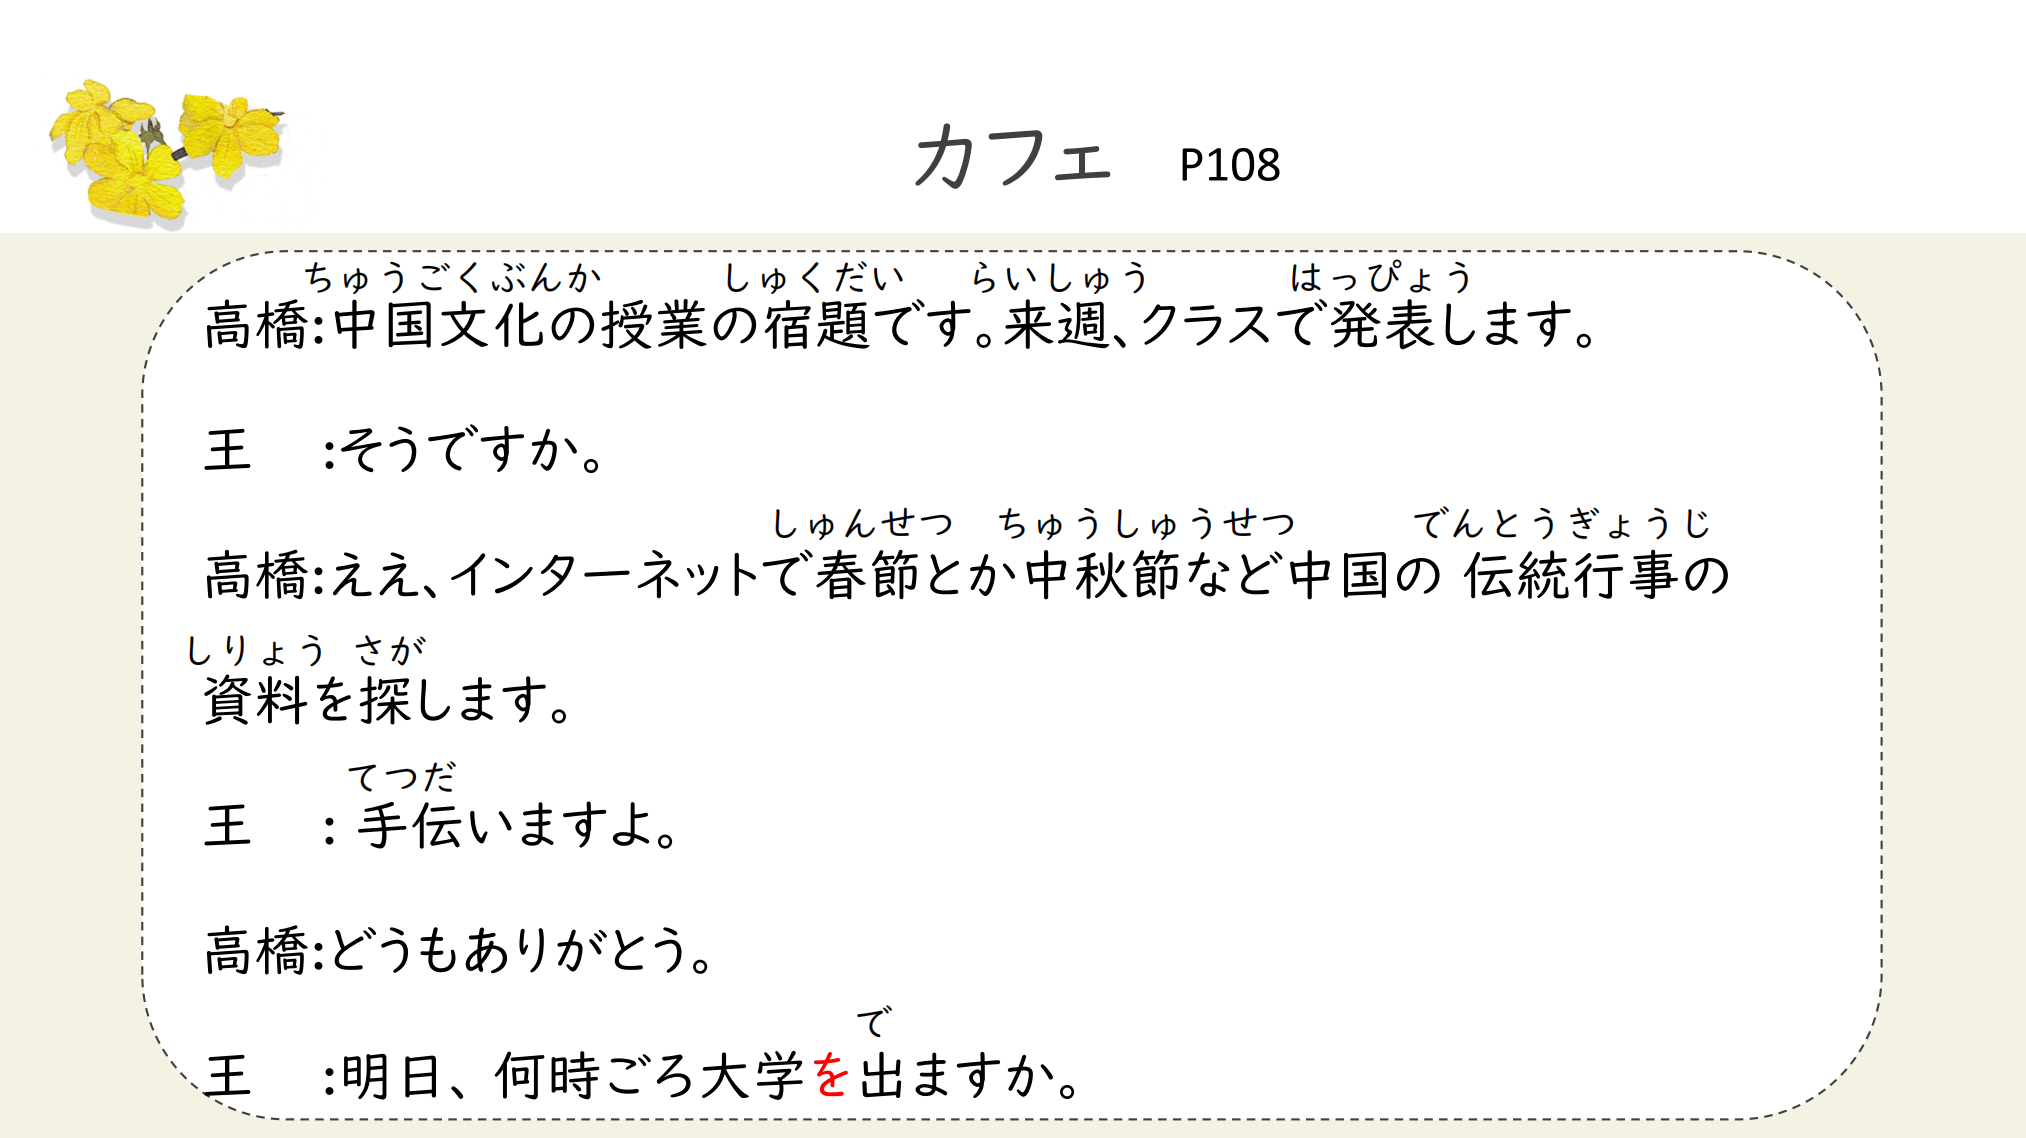 カフェ P108
ちゅうごくぶんか しゅくだい らいしゅう はっぴょう
高橋:中国文化の授業の宿題です。来週、クラスで発表します。
王 :そうですか。
しゅんせつ ちゅうしゅうせつ でんとうぎょうじ
高橋:ええ、インターネットで春節とか中秋節など中国の 伝統行事の
しりょう さが
資料を探します。
てつだ
王 : 手伝いますよ。
高橋:どうもありがとう。
で
王 :明日、何時ごろ大学を出ますか。